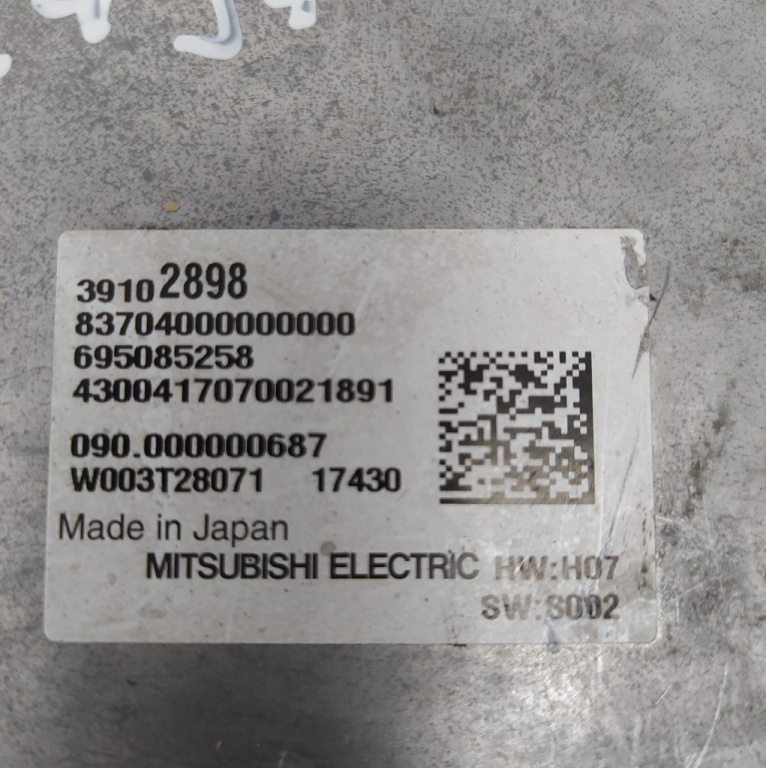 39102898
83704000000000
695085258
4300417070021891
090.000000687
W003T28071 17430
Made in Japan
MITSUBISHI ELECTRIC HW:H07
SW:S002